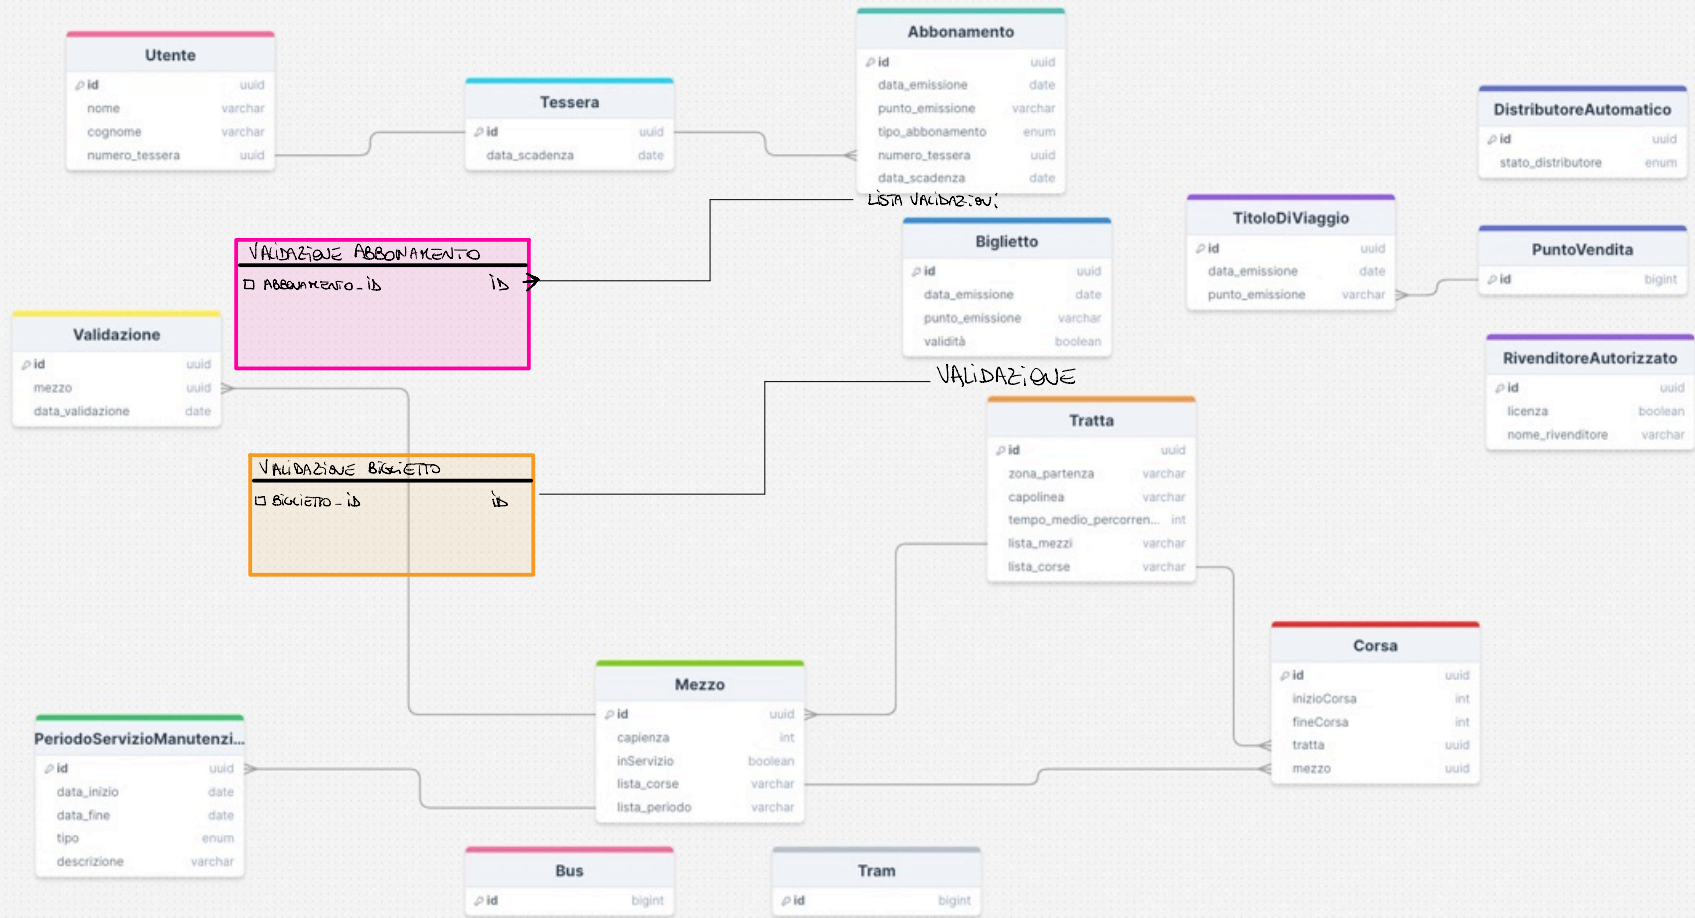 Utente
id uuid
nome varchar
cognome varchar
numero_tessera uuid
Tessera
id uuid
data_scadenza date
Abbonamento
id uuid
data_emissione date
punto_emissione varchar
tipo_abbonamento enum
numero_tessera uuid
data_scadenza date
LISTA VALIDAZIONI
DistributoreAutomatico
id uuid
stato_distributore enum
TitoloDiViaggio
id uuid
data_emissione date
punto_emissione varchar
PuntoVendita
id bigint
RivenditoreAutorizzato
id uuid
licenza boolean
nome_rivenditore varchar
VALIDAZIONE ABBONAMENTO
ABBONAMENTO_ID ID
Biglietto
id uuid
data_emissione date
punto_emissione varchar
validità boolean
VALIDAZIONE
Validazione
id uuid
mezzo uuid
data_validazione date
VALIDAZIONE BIGLIETTO
BIGLIETTO_ID ID
Tratta
id uuid
zona_partenza varchar
capolinea varchar
tempo_medio_percorren... int
lista_mezzi varchar
lista_corse varchar
Corsa
id uuid
inizioCorsa int
fineCorsa int
tratta uuid
mezzo uuid
Mezzo
id uuid
capienza int
inServizio boolean
lista_corse varchar
lista_periodo varchar
PeriodoServizioManutenzi...
id uuid
data_inizio date
data_fine date
tipo enum
descrizione varchar
Bus
id bigint
Tram
id bigint